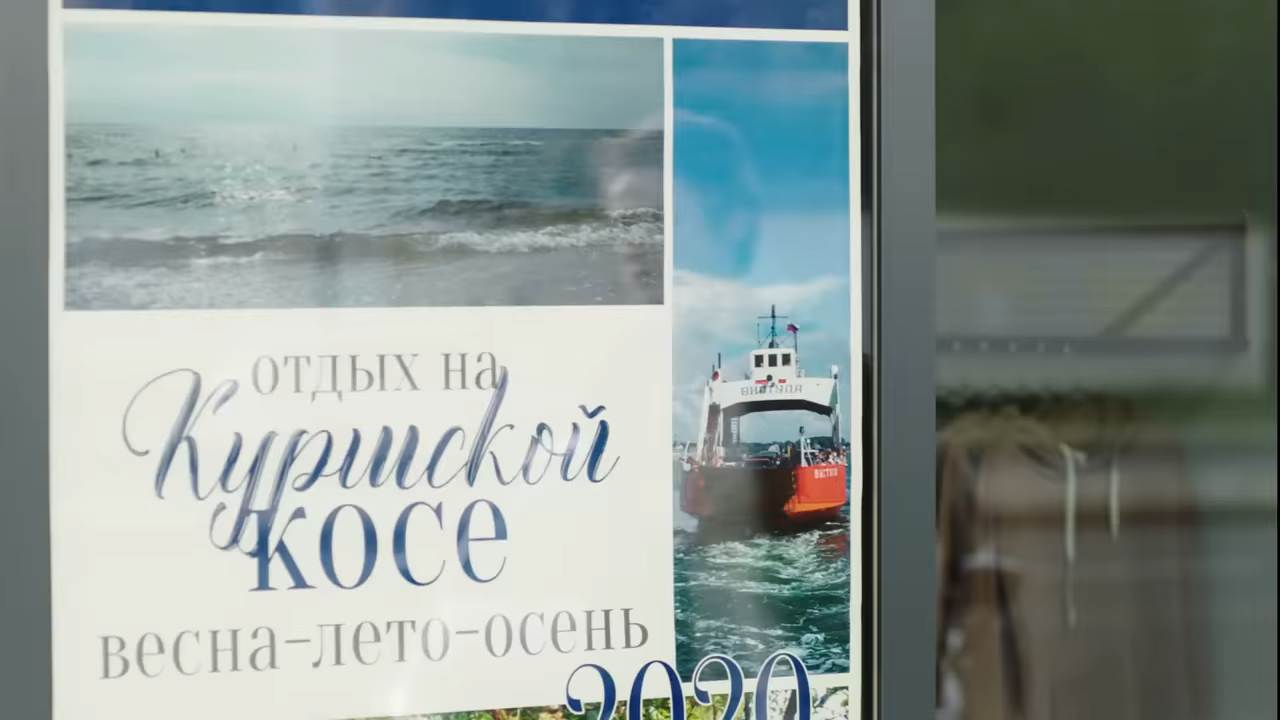 отдых на
Куршской
косе
весна-лето-осень
2020